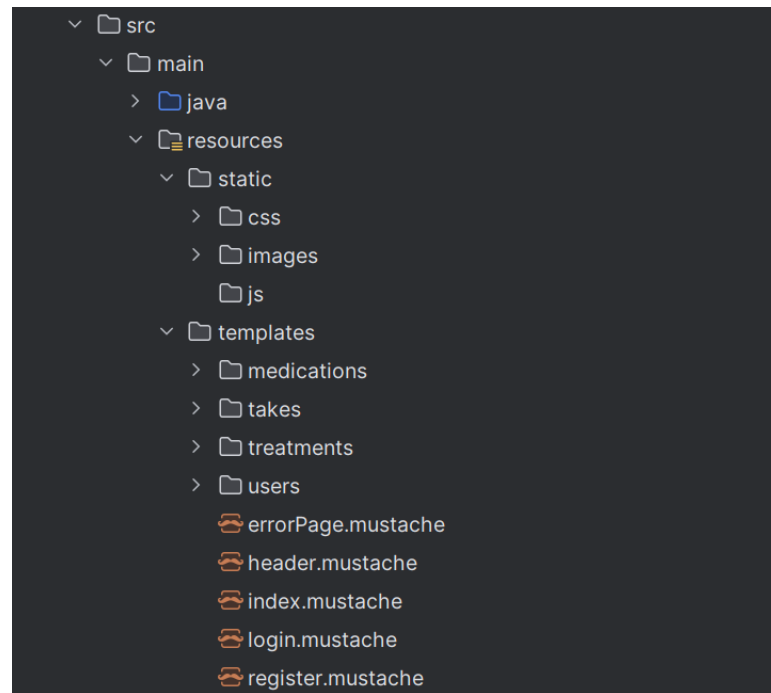 src
main
java
resources
static
css
images
js
templates
medications
takes
treatments
users
errorPage.mustache
header.mustache
index.mustache
login.mustache
register.mustache